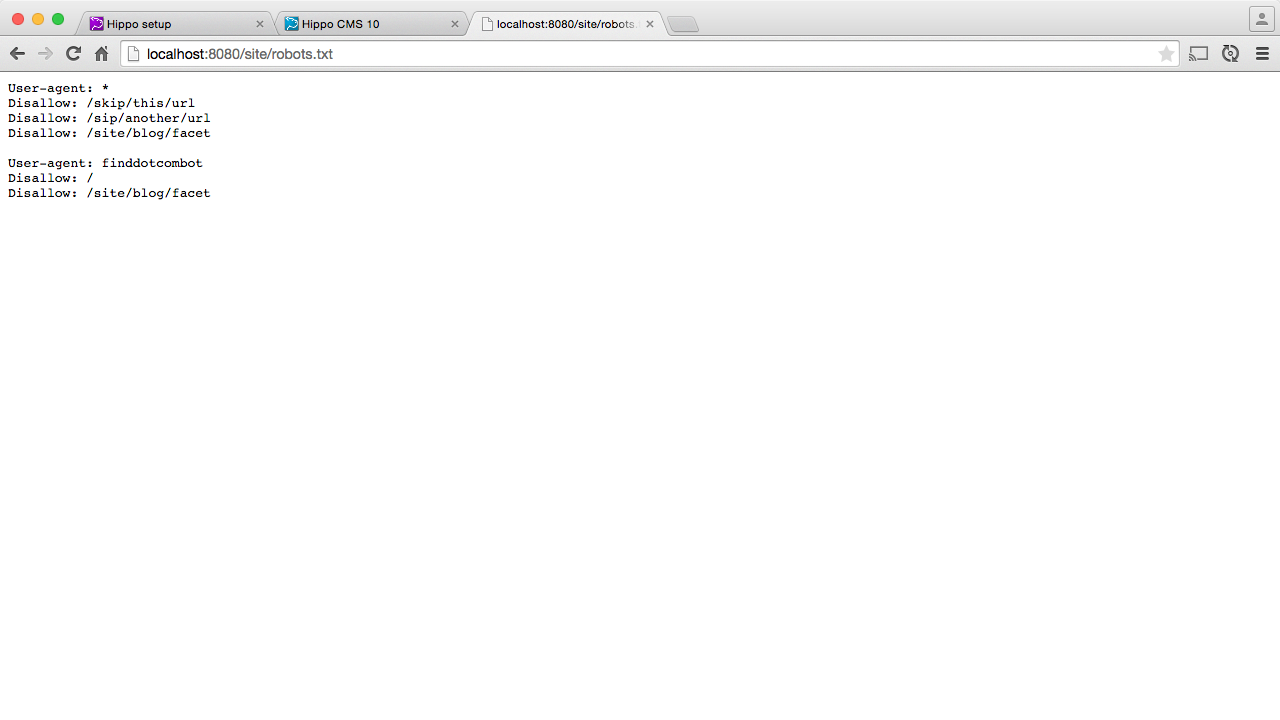 Hippo setup
Hippo CMS 10
localhost:8080/site/robots.
localhost:8080/site/robots.txt
User-agent: *
Disallow: /skip/this/url
Disallow: /sip/another/url
Disallow: /site/blog/facet
User-agent: finddotcombot
Disallow: /
Disallow: /site/blog/facet